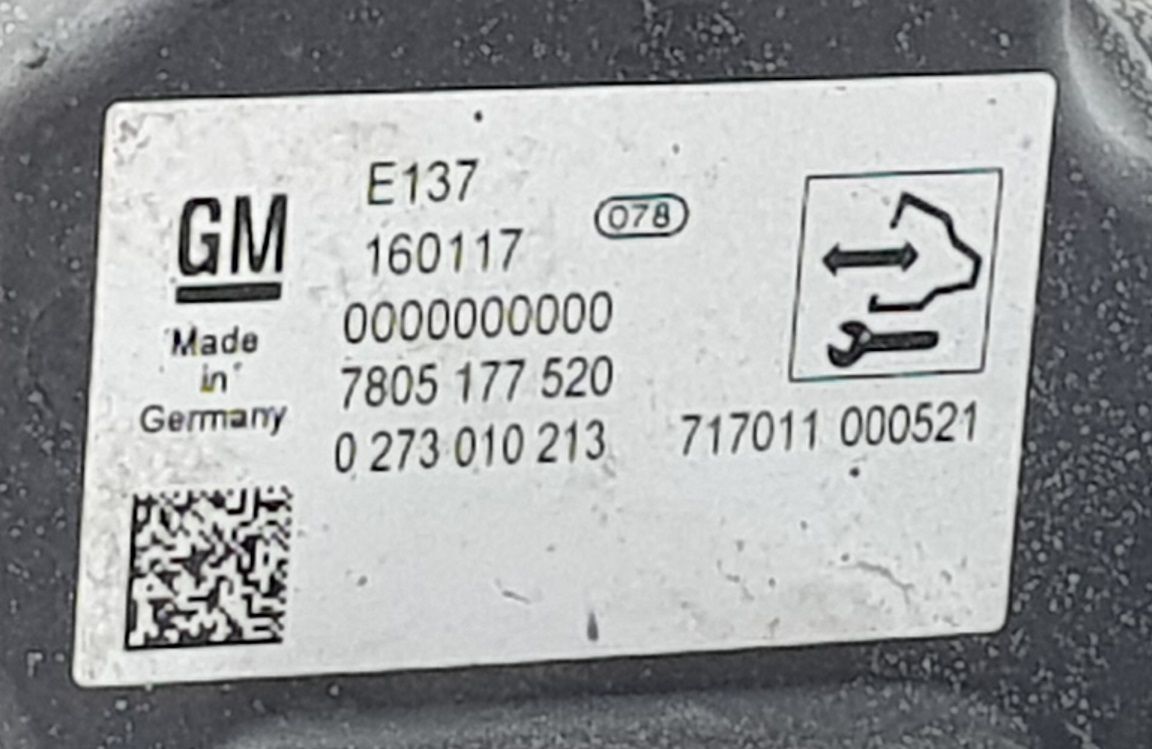 GM
Made
in
Germany
E137
160117
078
0000000000
7805 177 520
0 273 010 213
717011 000521